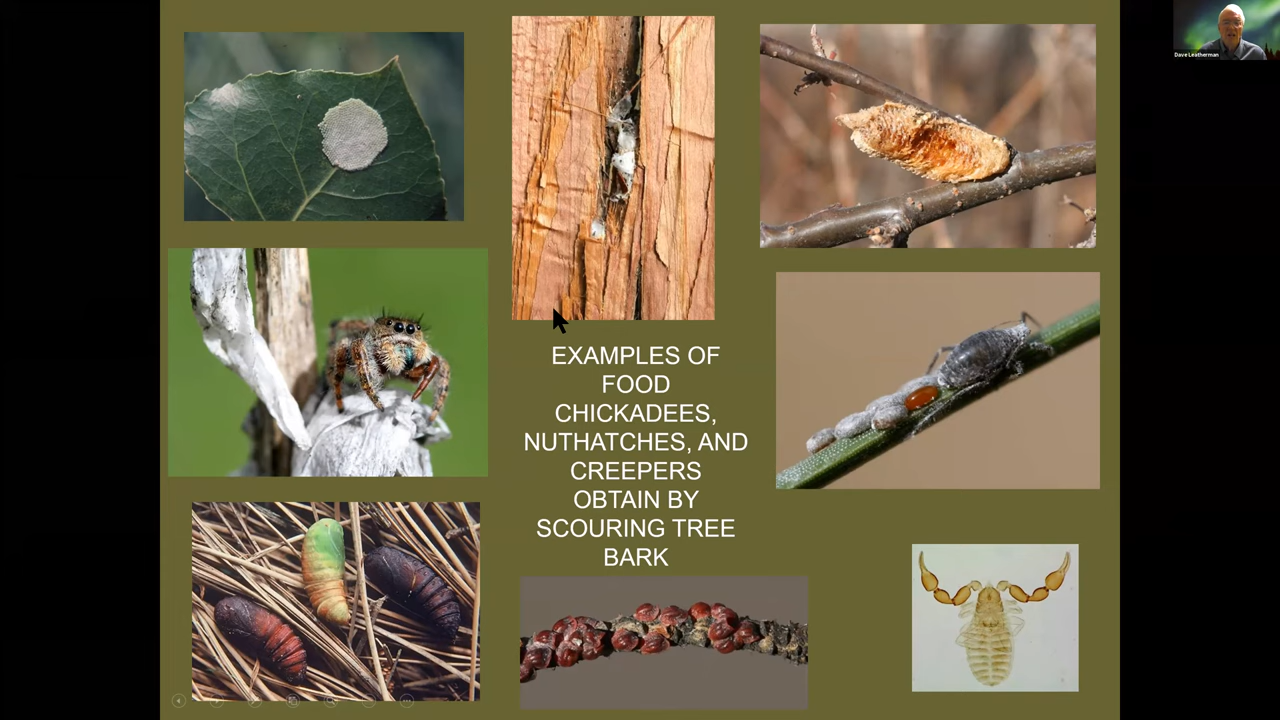 Dave Leatherman
EXAMPLES OF
FOOD
CHICKADEES,
NUTHATCHES, AND
CREEPERS
OBTAIN BY
SCOURING TREE
BARK